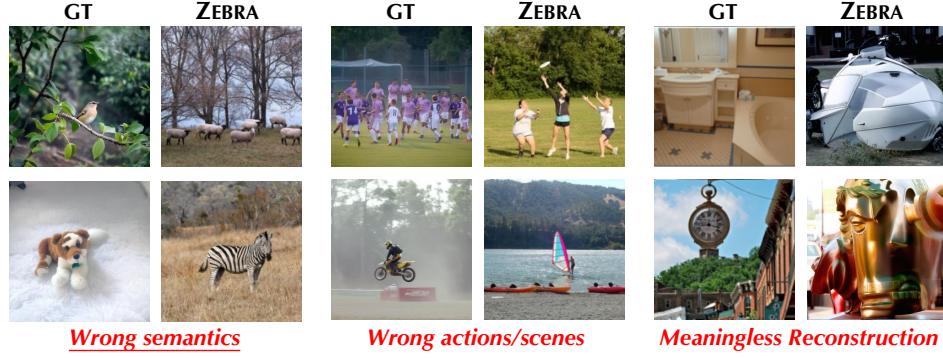 GT ZEBRA GT ZEBRA GT ZEBRA
Wrong semantics Wrong actions/scenes Meaningless Reconstruction